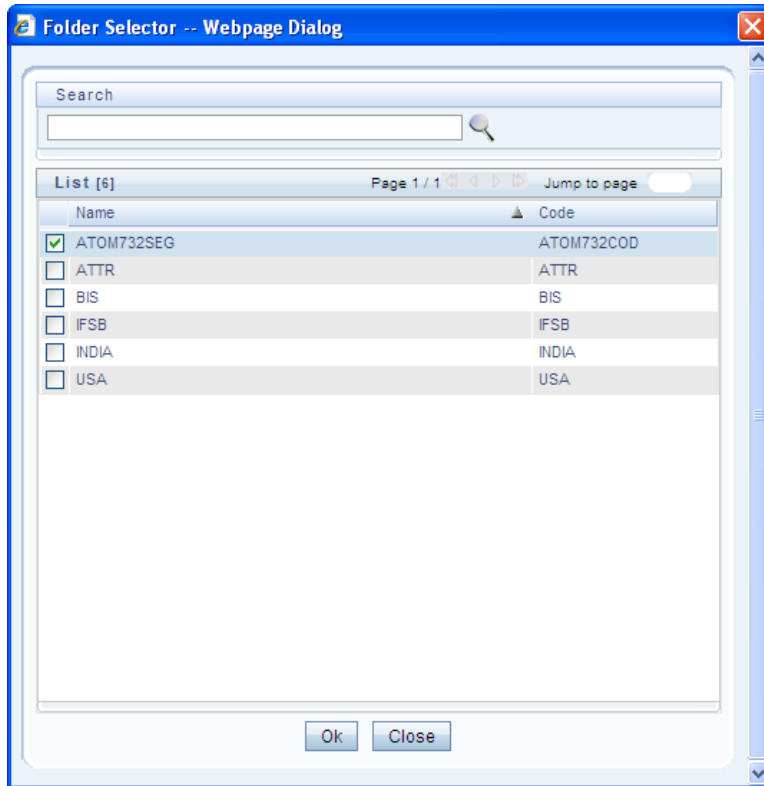 Folder Selector -- Webpage Dialog
Search
List [6] Page 1 / 1 Jump to page
Name Code
ATOM732SEG ATOM732COD
ATTR ATTR
BIS BIS
IFSB IFSB
INDIA INDIA
USA USA
Ok Close